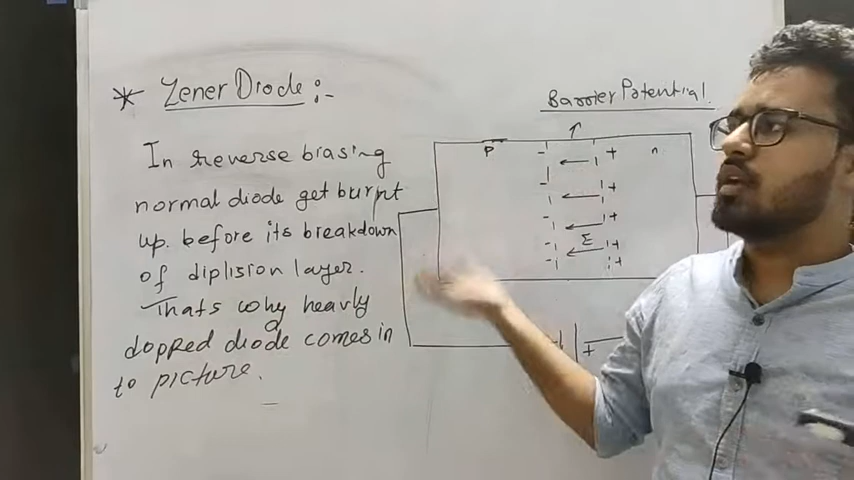 * Zener Diode :-
In reverse biasing
normal diode get burnt
up. before its breakdown
of diplision layer.
Thats why heavly
dopped diode comes in
to picture.
Barrier Potential
P
n
- +
- +
- +
- Σ +
- +
+